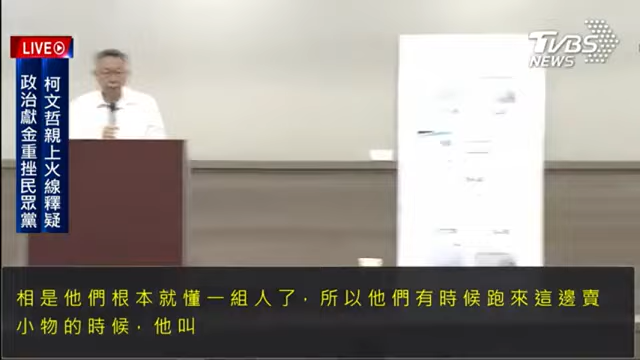 LIVE
TVBS
NEWS
柯文哲親上火線釋疑
政治獻金重挫民眾黨
相是他們根本就懂一組人了,所以他們有時候跑來這邊賣
小物的時候,他叫